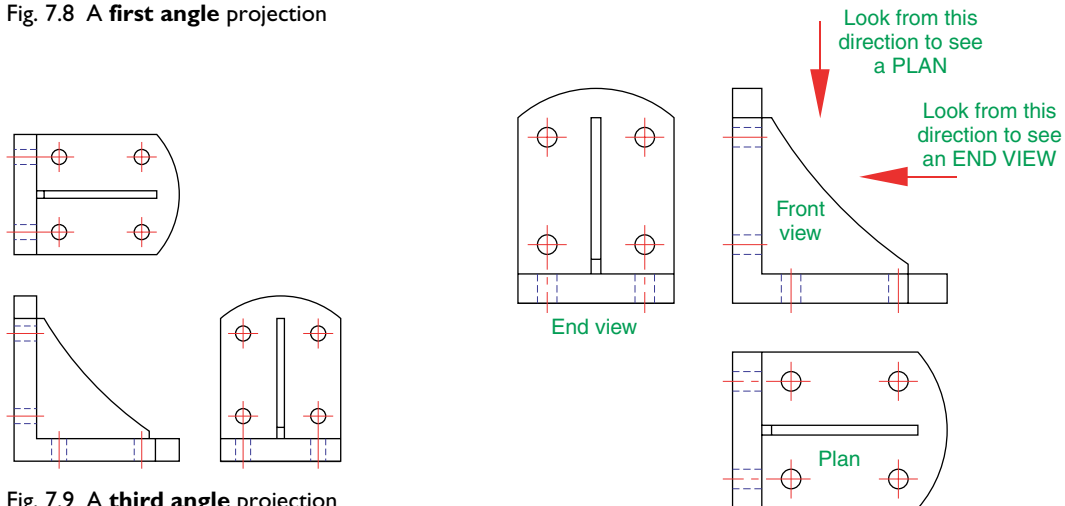 Fig. 7.8 A first angle projection
Look from this
direction to see
a PLAN
Look from this
direction to see
an END VIEW
Front
view
End view
Plan
Fig. 7.9 A third angle projection